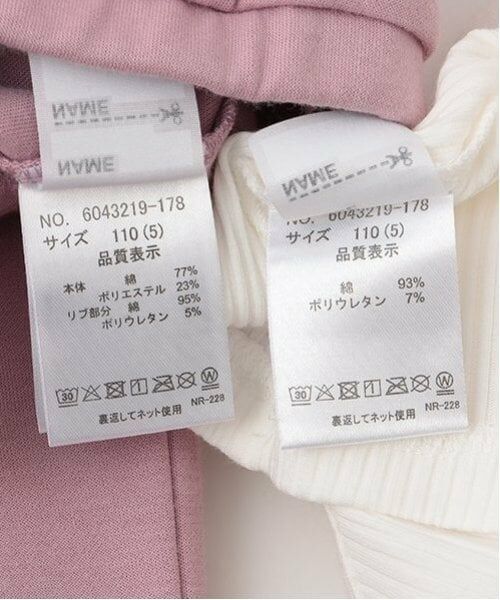 NAME
NAME
NO. 6043219-178
サイズ 110(5)
品質表示
本体 綿 77%
ポリエステル 23%
リブ部分 綿 95%
ポリウレタン 5%
30
W
NR-228
裏返してネット使用
NAME
NO. 6043219-178
サイズ 110(5)
品質表示
綿 93%
ポリウレタン 7%
30
W
NR-228
裏返してネット使用